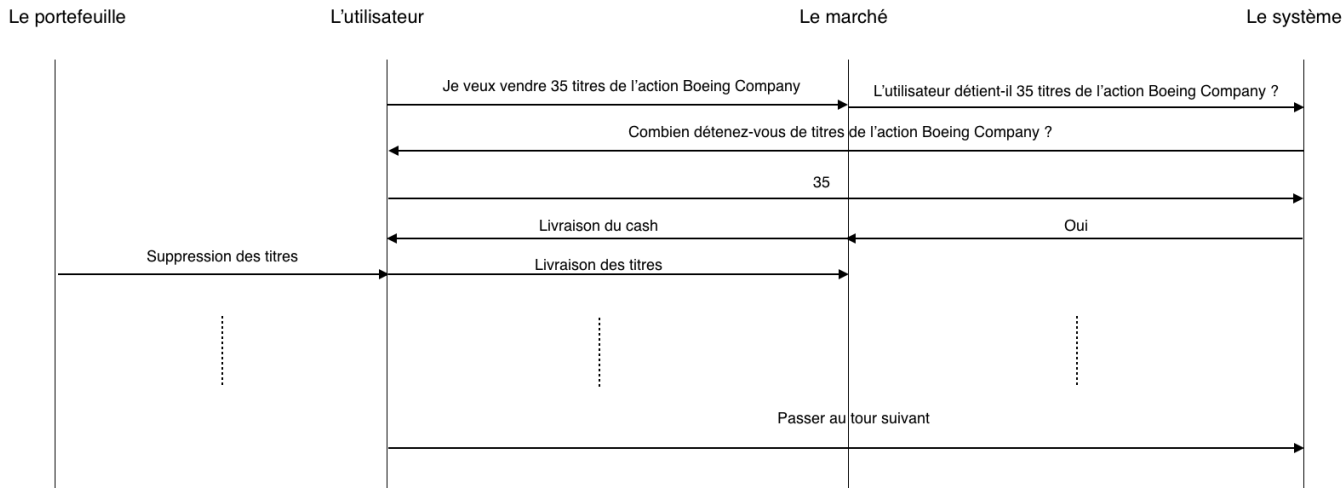 Le portefeuille
L'utilisateur
Le marché
Le système
Je veux vendre 35 titres de l'action Boeing Company
L'utilisateur détient-il 35 titres de l'action Boeing Company ?
Combien détenez-vous de titres de l'action Boeing Company ?
35
Livraison du cash
Oui
Suppression des titres
Livraison des titres
Passer au tour suivant